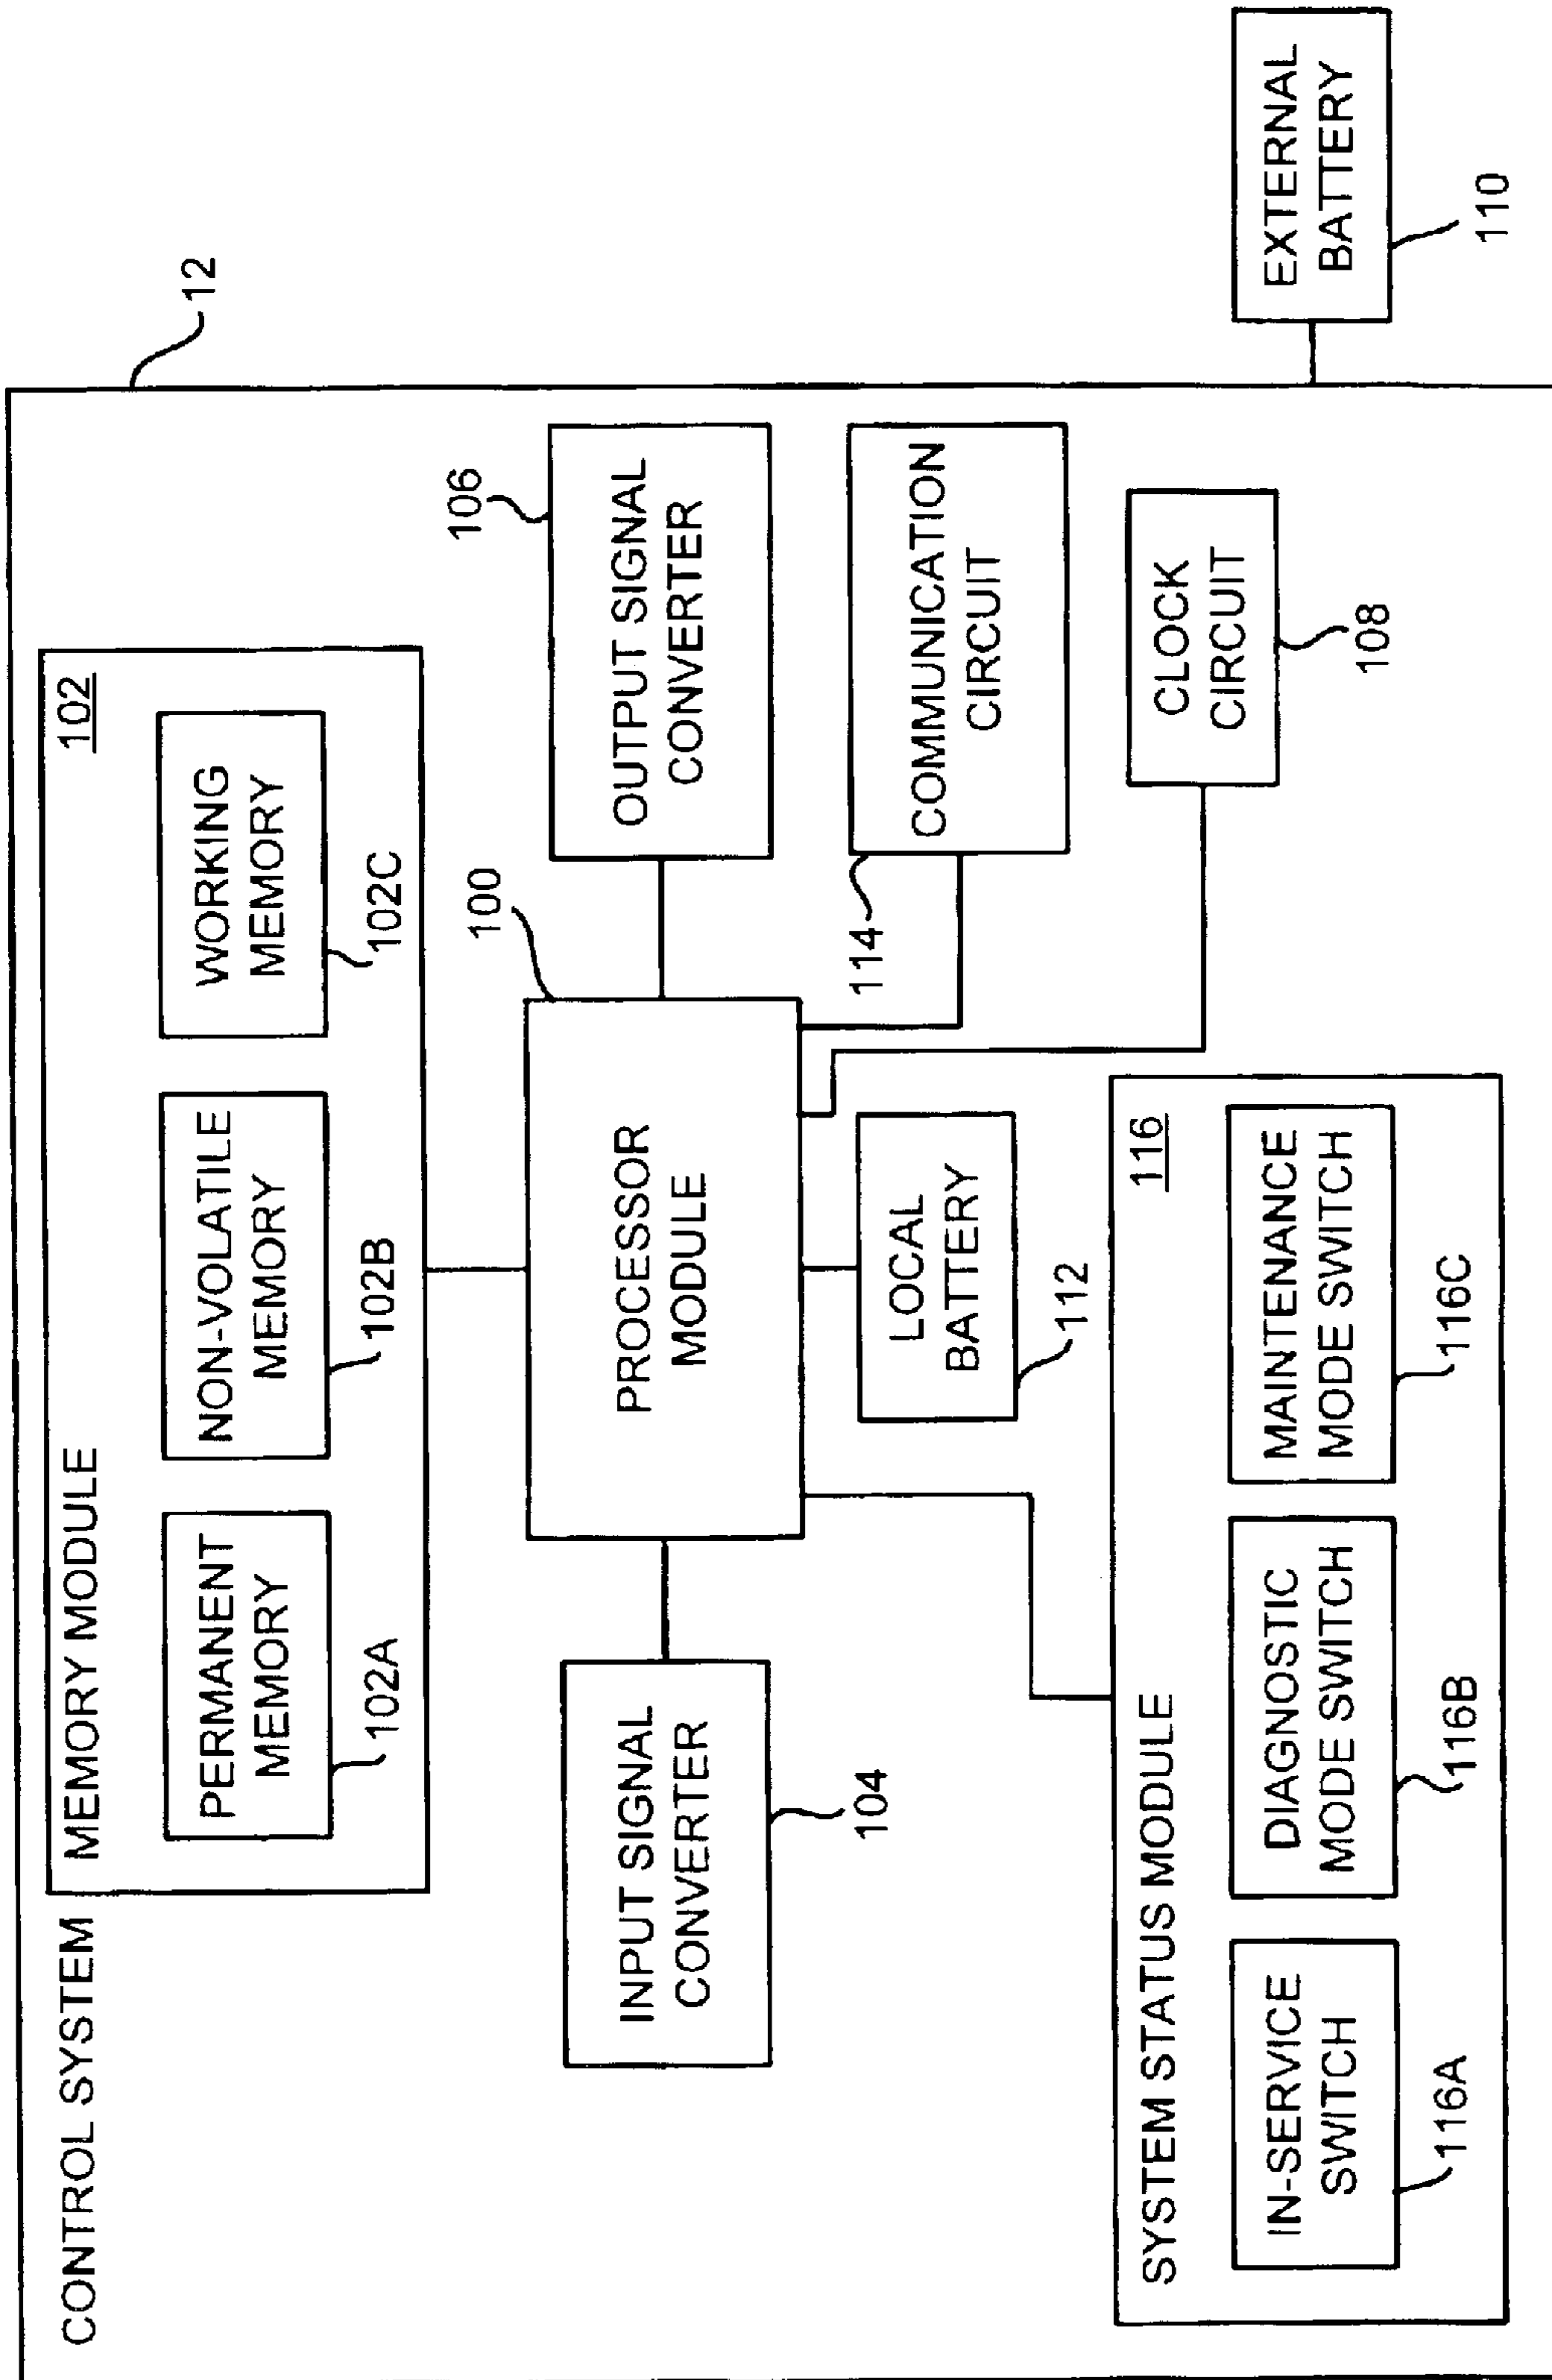 CONTROL SYSTEM
12
MEMORY MODULE
102
PERMANENT
MEMORY
102A
NON-VOLATILE
MEMORY
102B
WORKING
MEMORY
102C
INPUT SIGNAL
CONVERTER
104
PROCESSOR
MODULE
100
OUTPUT SIGNAL
CONVERTER
106
COMMUNICATION
CIRCUIT
114
CLOCK
CIRCUIT
108
LOCAL
BATTERY
112
SYSTEM STATUS MODULE
116
IN-SERVICE
SWITCH
116A
DIAGNOSTIC
MODE SWITCH
116B
MAINTENANCE
MODE SWITCH
116C
EXTERNAL
BATTERY
110